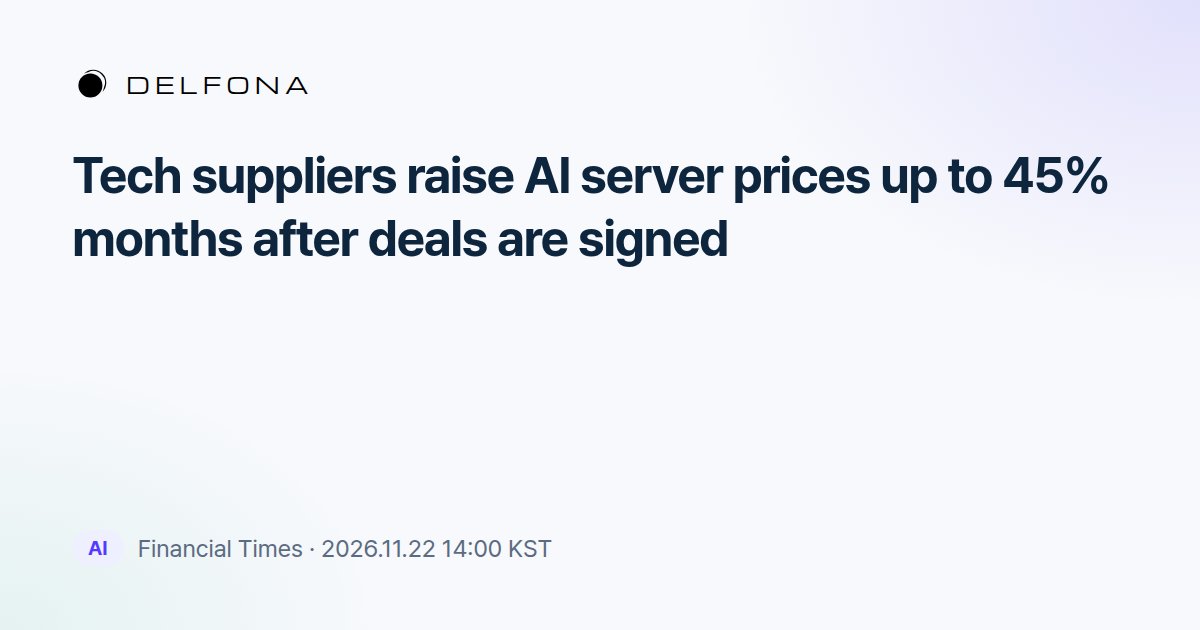 DELFONA
Tech suppliers raise AI server prices up to 45%
months after deals are signed
AI Financial Times · 2026.11.22 14:00 KST